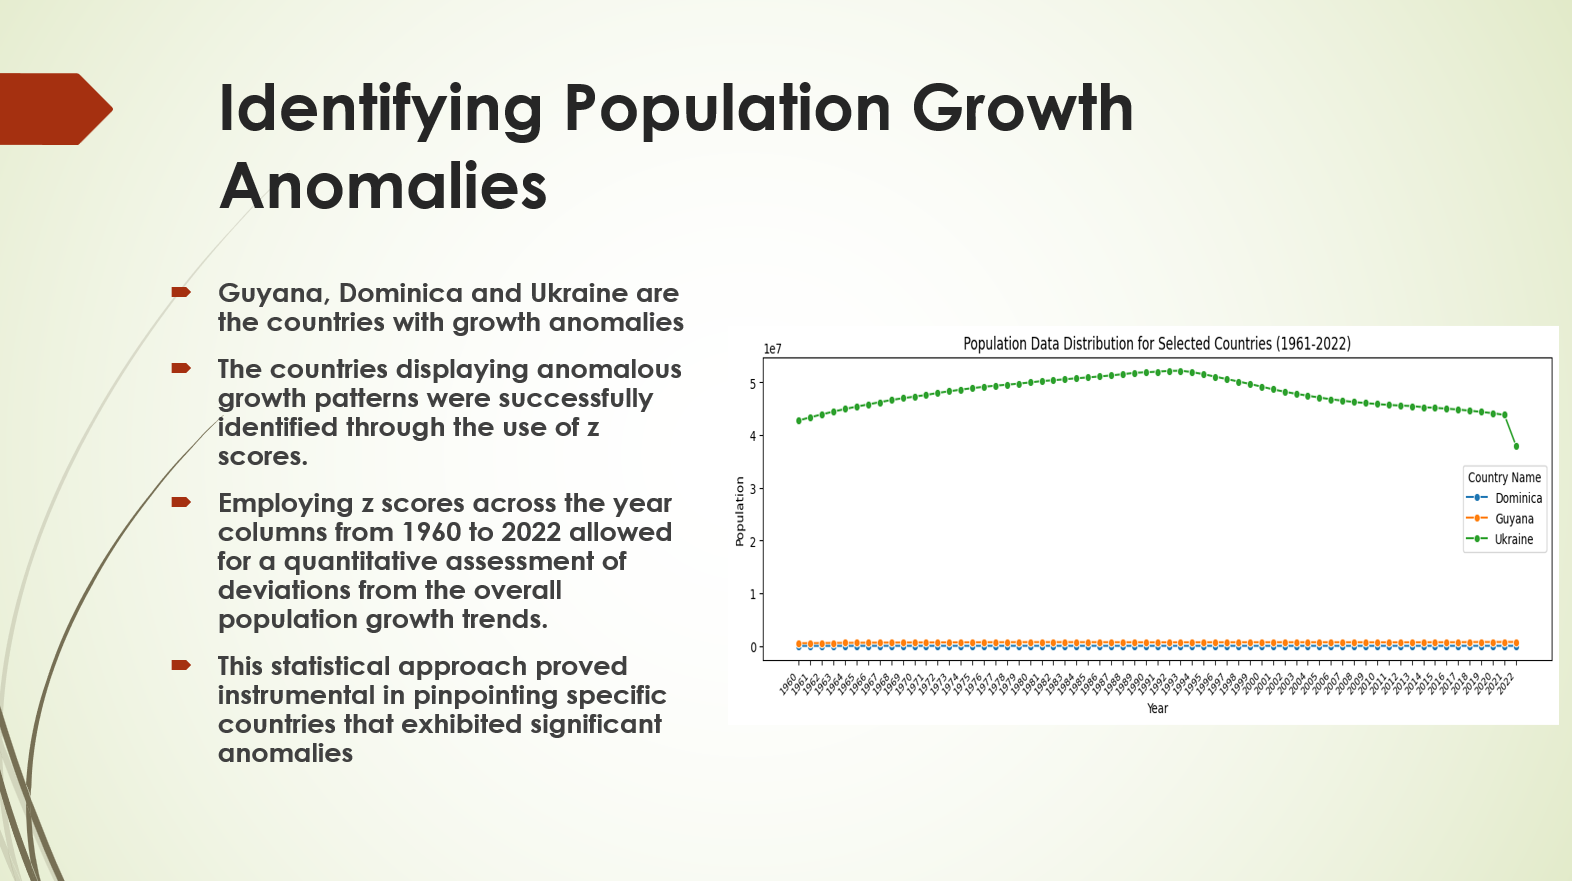 Identifying Population Growth
Anomalies
Guyana, Dominica and Ukraine are
the countries with growth anomalies
The countries displaying anomalous
growth patterns were successfully
identified through the use of z
scores.
Employing z scores across the year
columns from 1960 to 2022 allowed
for a quantitative assessment of
deviations from the overall
population growth trends.
This statistical approach proved
instrumental in pinpointing specific
countries that exhibited significant
anomalies
Population Data Distribution for Selected Countries (1961-2022)
1e7
5
4
3
2
1
0
Population
Country Name
Dominica
Guyana
Ukraine
1960 1961 1962 1963 1964 1965 1966 1967 1968 1969 1970 1971 1972 1973 1974 1975 1976 1977 1978 1979 1980 1981 1982 1983 1984 1985 1986 1987 1988 1989 1990 1991 1992 1993 1994 1995 1996 1997 1998 1999 2000 2001 2002 2003 2004 2005 2006 2007 2008 2009 2010 2011 2012 2013 2014 2015 2016 2017 2018 2019 2020 2021 2022
Year